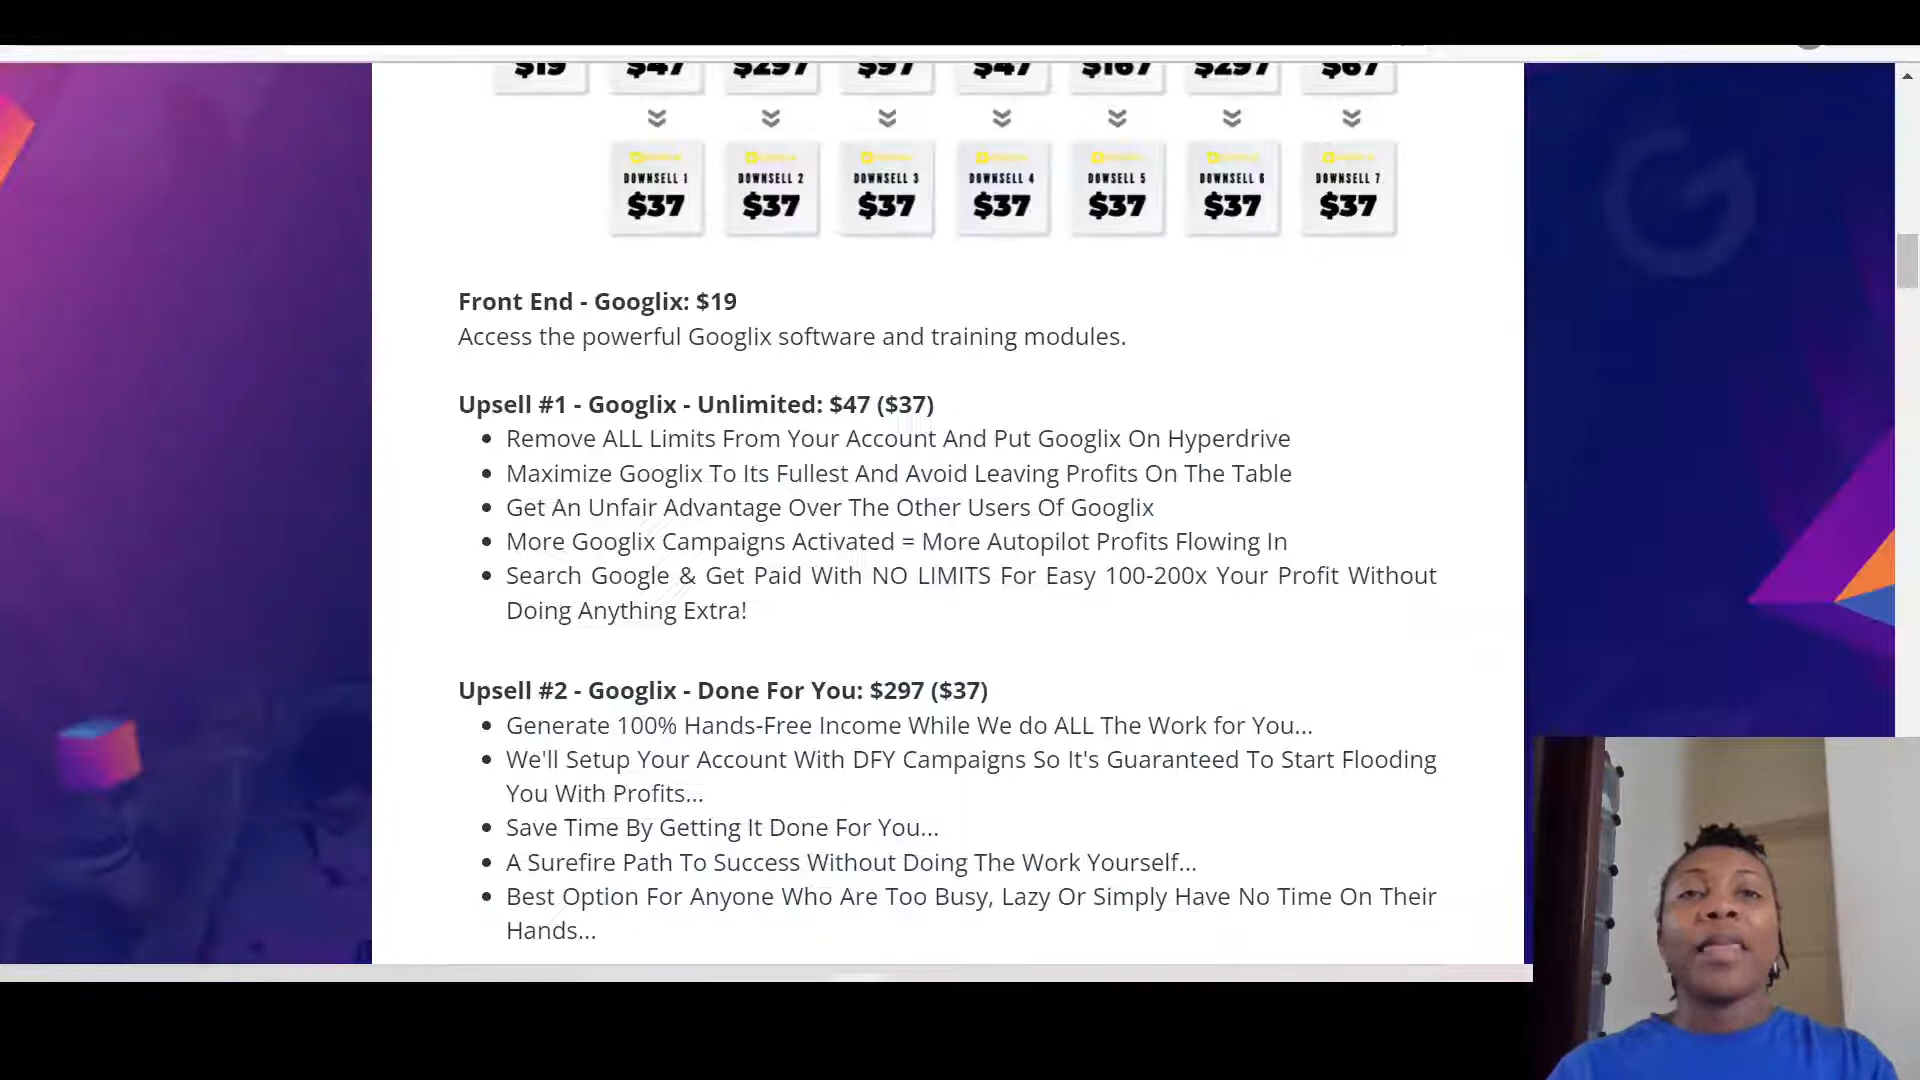 $19 $47 $297 $97 $47 $167 $297 $67
DOWNSELL 1 DOWNSELL 2 DOWNSELL 3 DOWNSELL 4 DOWNSELL 5 DOWNSELL 6 DOWNSELL 7
$37 $37 $37 $37 $37 $37 $37
Front End - Googlix: $19
Access the powerful Googlix software and training modules.
Upsell #1 - Googlix - Unlimited: $47 ($37)
Remove ALL Limits From Your Account And Put Googlix On Hyperdrive
Maximize Googlix To Its Fullest And Avoid Leaving Profits On The Table
Get An Unfair Advantage Over The Other Users Of Googlix
More Googlix Campaigns Activated = More Autopilot Profits Flowing In
Search Google & Get Paid With NO LIMITS For Easy 100-200x Your Profit Without
Doing Anything Extra!
Upsell #2 - Googlix - Done For You: $297 ($37)
Generate 100% Hands-Free Income While We do ALL The Work for You...
We'll Setup Your Account With DFY Campaigns So It's Guaranteed To Start Flooding
You With Profits...
Save Time By Getting It Done For You...
A Surefire Path To Success Without Doing The Work Yourself...
Best Option For Anyone Who Are Too Busy, Lazy Or Simply Have No Time On Their
Hands...